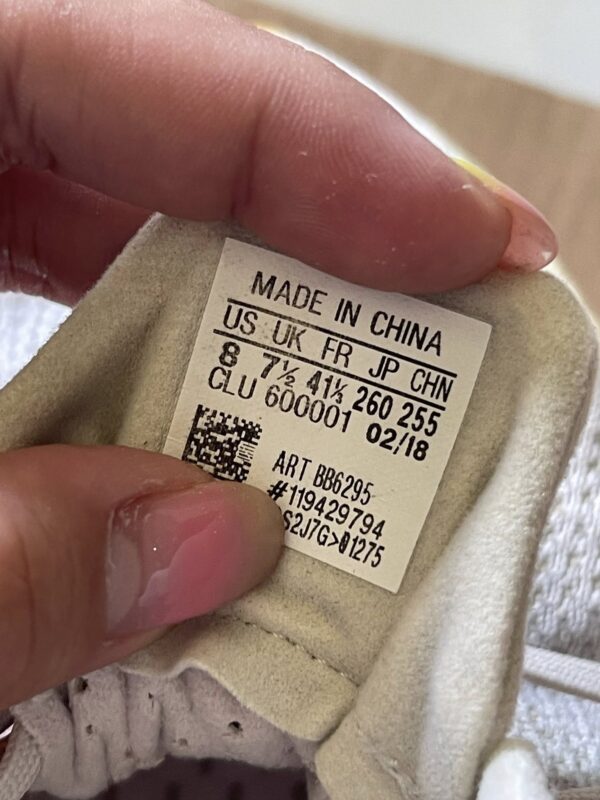 MADE IN CHINA
US UK FR JP CHN
8 7½ 41⅓ 260 255
CLU 600001 02/18
ART BB6295
#119429794
S2J7G>01275